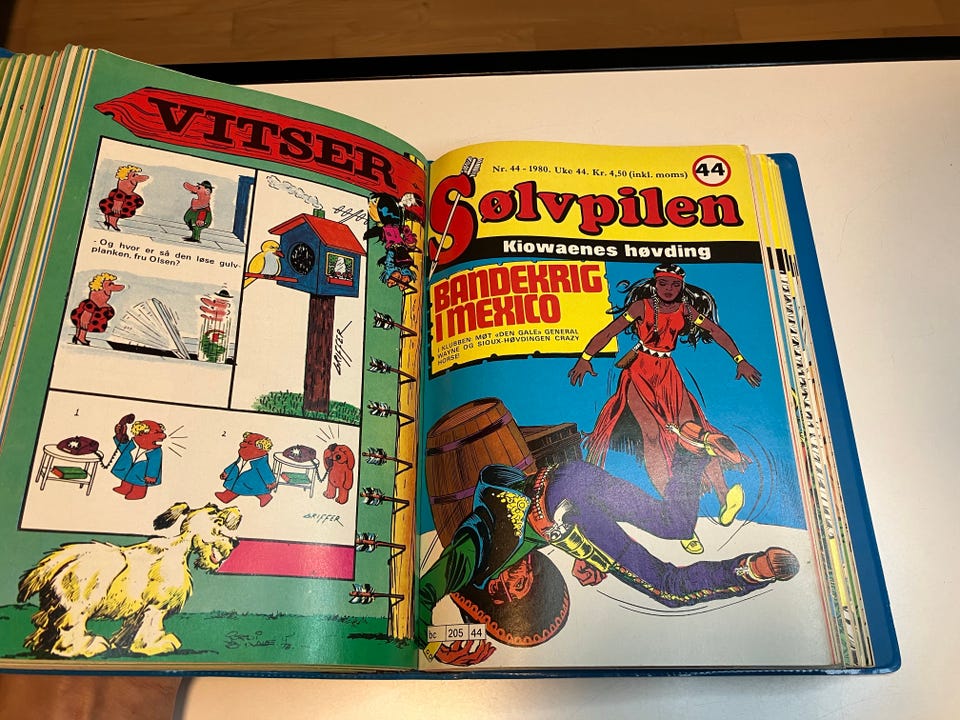 VITSER
- Og hvor er så den løse gulv-
planken, fru Olsen?
GRIFFER
1
2
GRIFFER
Nr. 44 - 1980. Uke 44. Kr. 4,50 (inkl. moms)
44
Sølvpilen
Kiowaenes høvding
BANDEKRIG
I MEXICO
I KLUBBEN: MØT «DEN GALE» GENERAL
WAYNE OG SIOUX-HØVDINGEN CRAZY
HORSE!
bc 205 44